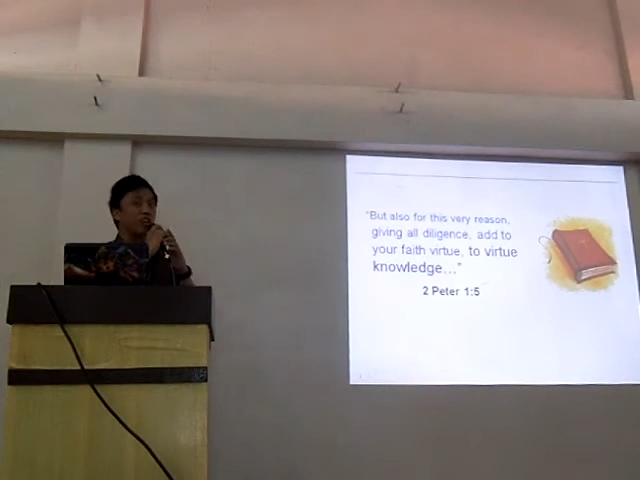 "But also for this very reason,
giving all diligence, add to
your faith virtue, to virtue
knowledge..."
2 Peter 1:5